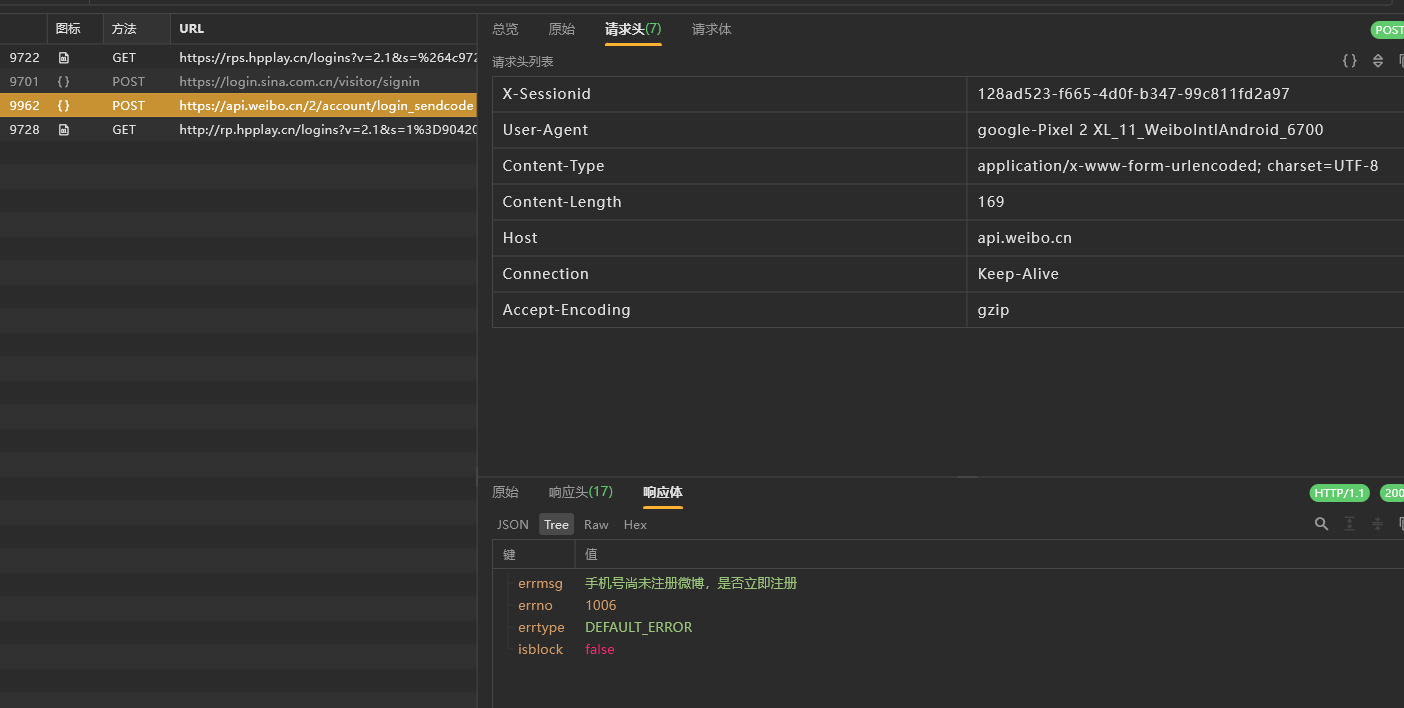 图标 方法 URL
9722 GET https://rps.hpplay.cn/logins?v=2.1&s=%264c972
9701 { } POST https://login.sina.com.cn/visitor/signin
9962 { } POST https://api.weibo.cn/2/account/login_sendcode
9728 GET http://rp.hpplay.cn/logins?v=2.1&s=1%3D90420
总览 原始 请求头(7) 请求体 POST
请求头列表 { }
X-Sessionid 128ad523-f665-4d0f-b347-99c811fd2a97
User-Agent google-Pixel 2 XL_11_WeiboIntlAndroid_6700
Content-Type application/x-www-form-urlencoded; charset=UTF-8
Content-Length 169
Host api.weibo.cn
Connection Keep-Alive
Accept-Encoding gzip
原始 响应头(17) 响应体 HTTP/1.1 200
JSON Tree Raw Hex
键 值
errmsg 手机号尚未注册微博，是否立即注册
errno 1006
errtype DEFAULT_ERROR
isblock false